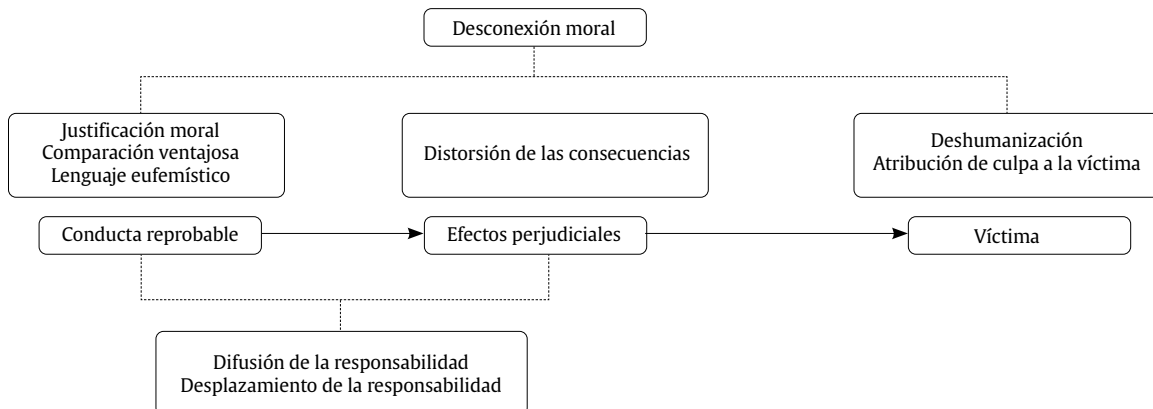 Desconexión moral
Justificación moral
Comparación ventajosa
Lenguaje eufemístico
Distorsión de las consecuencias
Deshumanización
Atribución de culpa a la víctima
Conducta reprobable
Efectos perjudiciales
Víctima
Difusión de la responsabilidad
Desplazamiento de la responsabilidad